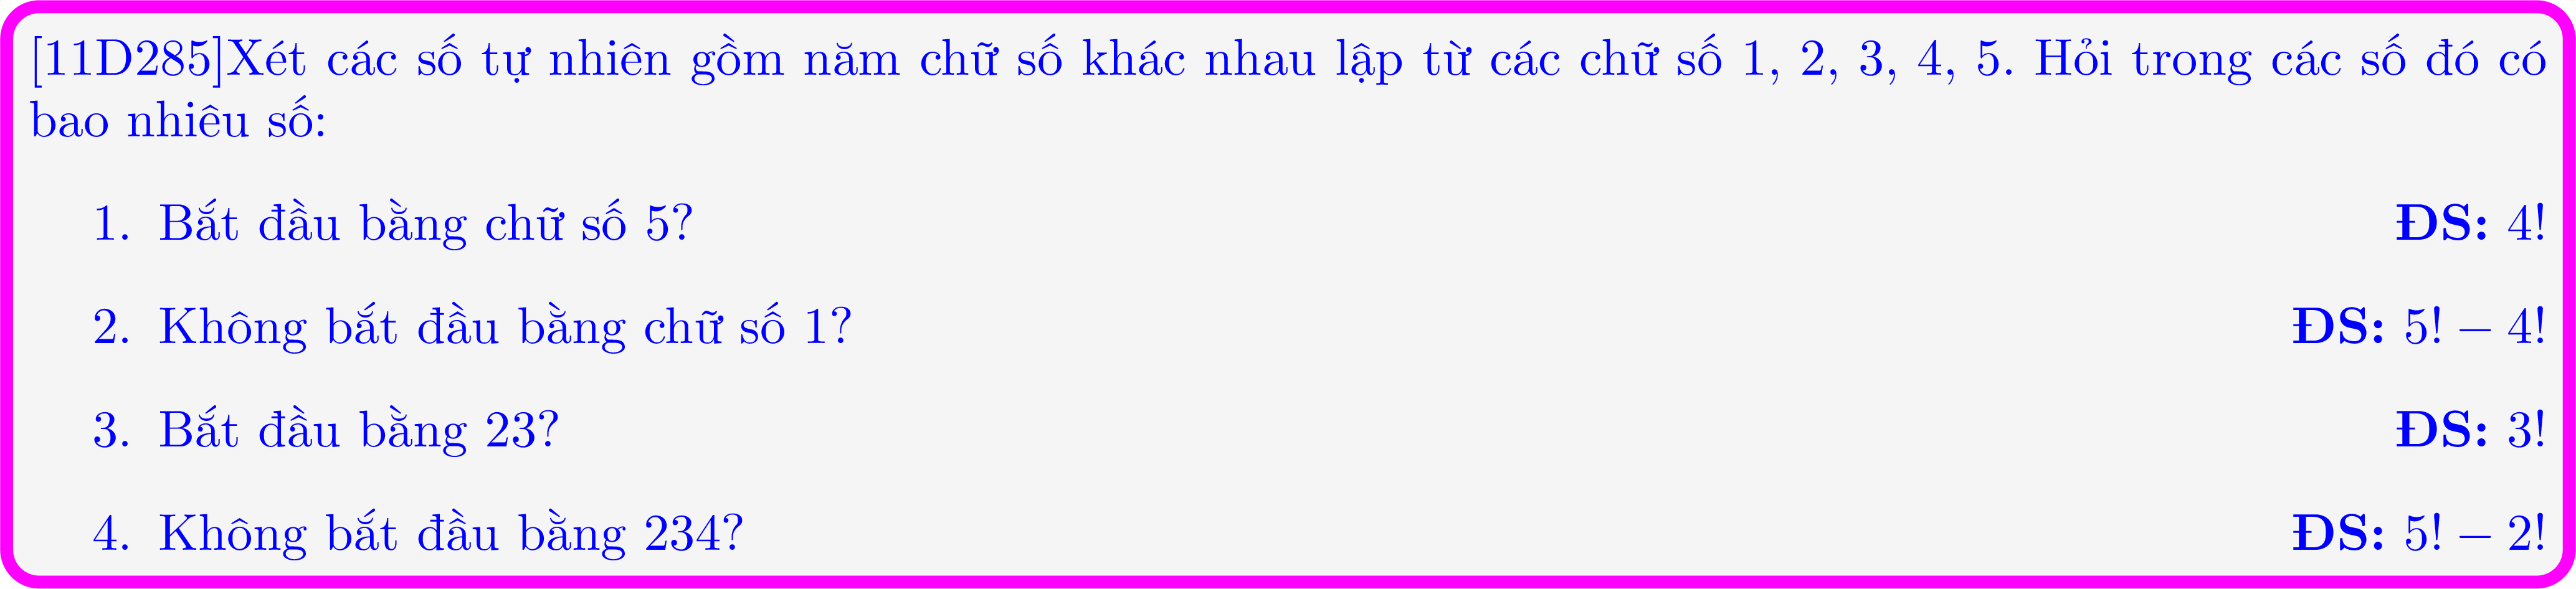 [11D285]Xét các số tự nhiên gồm năm chữ số khác nhau lập từ các chữ số 1, 2, 3, 4, 5. Hỏi trong các số đó có
bao nhiêu số:
1. Bắt đầu bằng chữ số 5? ĐS: 4!
2. Không bắt đầu bằng chữ số 1? ĐS: 5! − 4!
3. Bắt đầu bằng 23? ĐS: 3!
4. Không bắt đầu bằng 234? ĐS: 5! − 2!